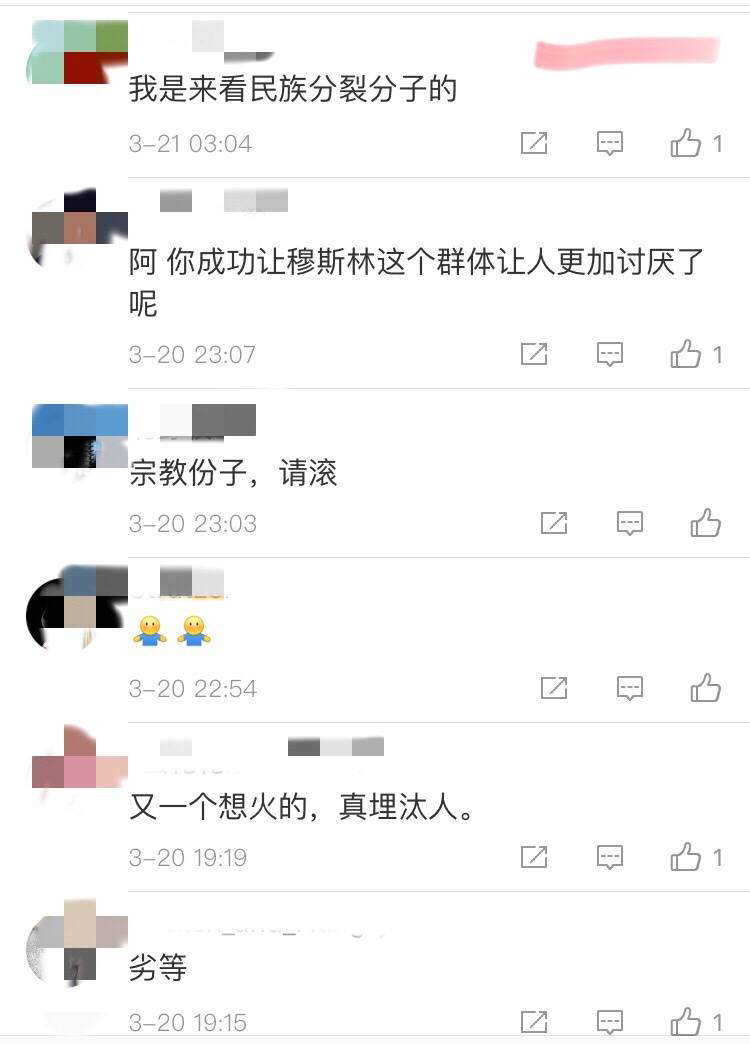 我是来看民族分裂分子的
3-21 03:04
1
阿 你成功让穆斯林这个群体让人更加讨厌了
呢
3-20 23:07
1
宗教份子，请滚
3-20 23:03
3-20 22:54
又一个想火的，真埋汰人。
3-20 19:19
1
劣等
3-20 19:15
1